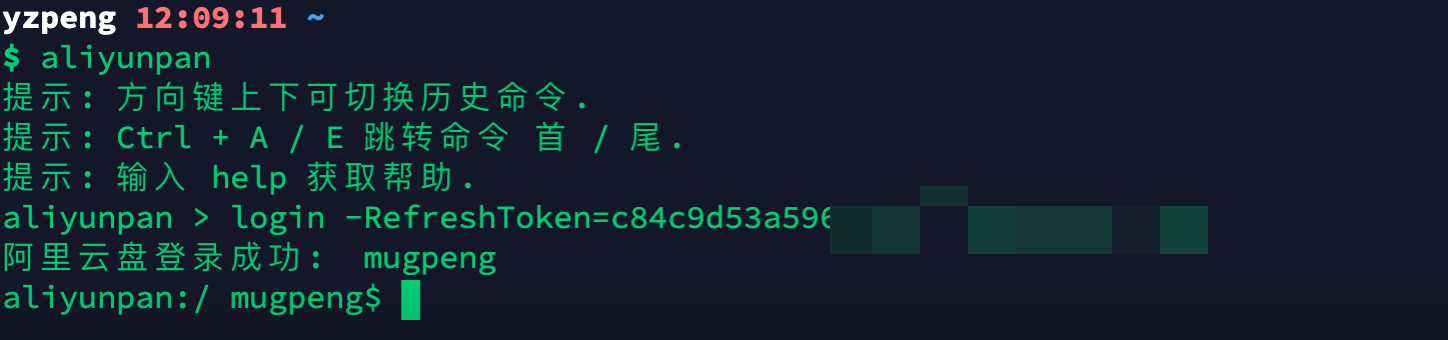 yzpeng 12:09:11 ~
$ aliyunpan
提示: 方向键上下可切换历史命令.
提示: Ctrl + A / E 跳转命令 首 / 尾.
提示: 输入 help 获取帮助.
aliyunpan > login -RefreshToken=c84c9d53a596
阿里云盘登录成功: mugpeng
aliyunpan:/ mugpeng$